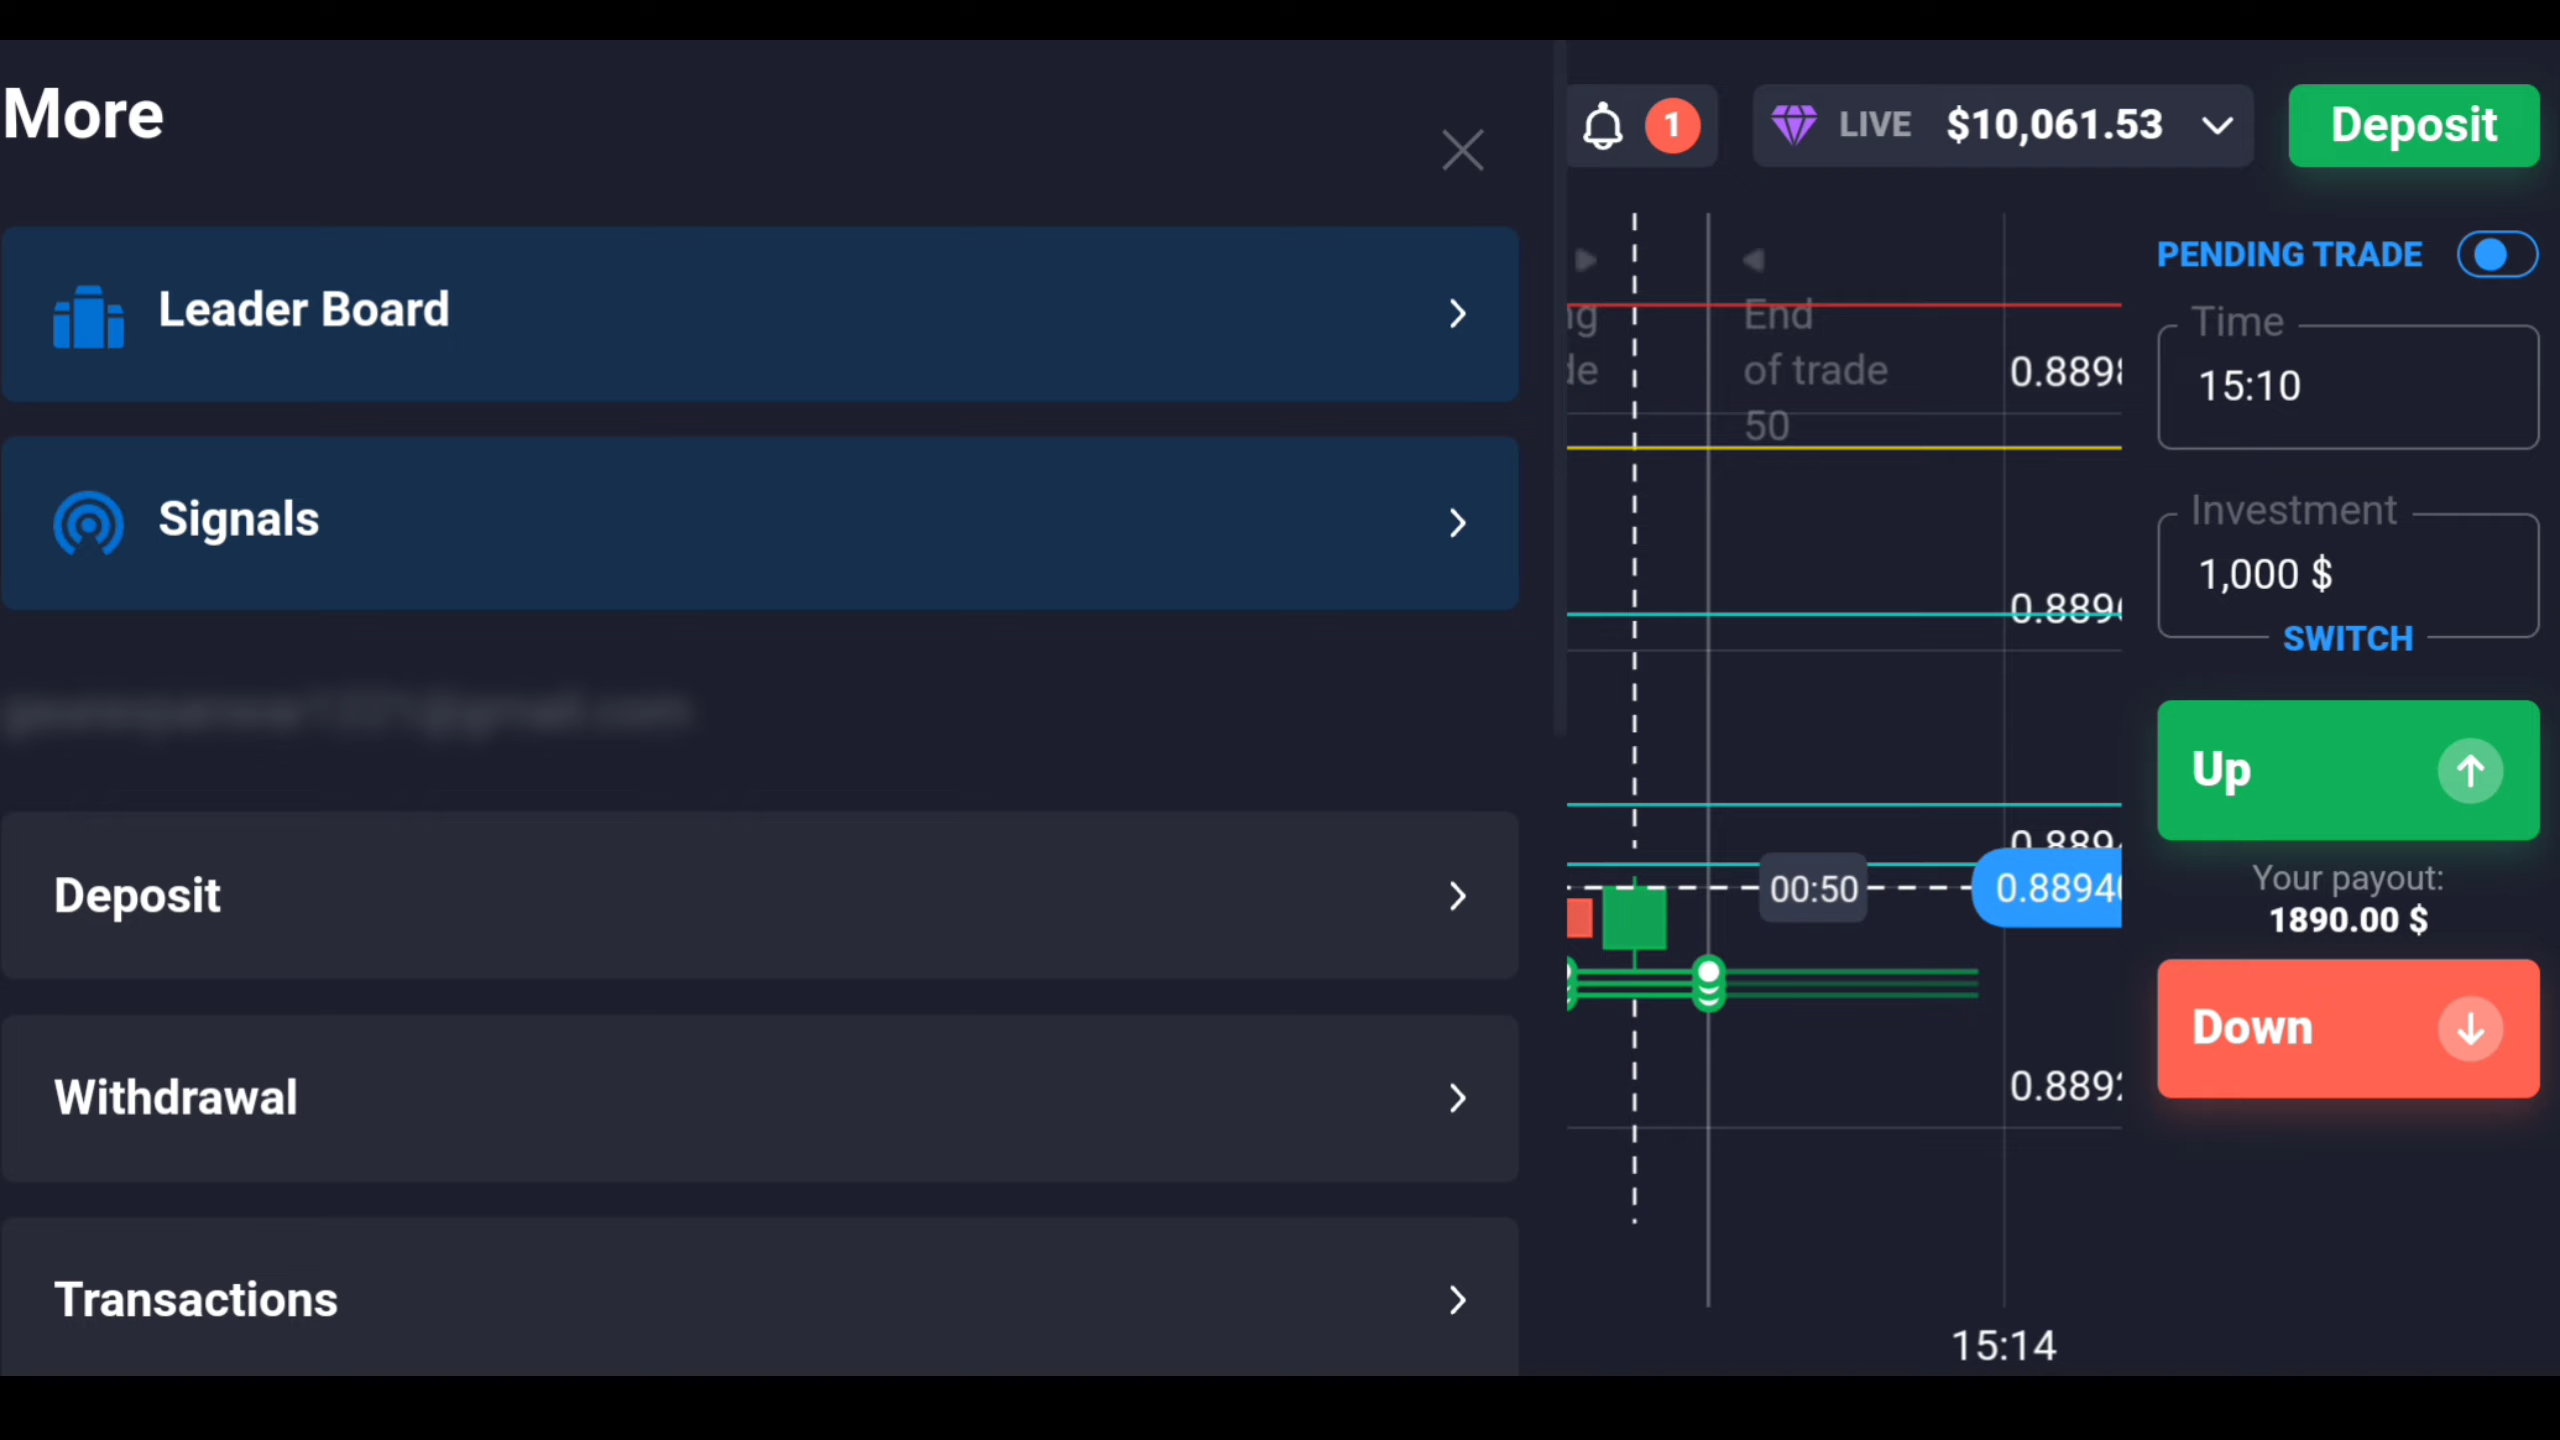 More
Leader Board
Signals
Deposit
Withdrawal
Transactions
1
LIVE $10,061.53
Deposit
End
of trade
50
00:50
15:14
PENDING TRADE
Time
15:10
Investment
1,000 $
SWITCH
Up
Your payout:
1890.00 $
Down